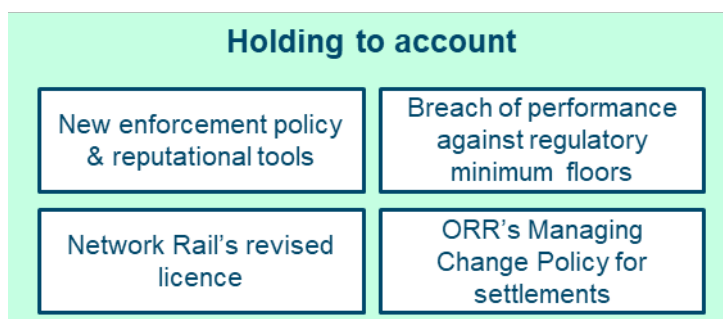 Holding to account
New enforcement policy
& reputational tools
Breach of performance
against regulatory
minimum floors
Network Rail's revised
licence
ORR's Managing
Change Policy for
settlements